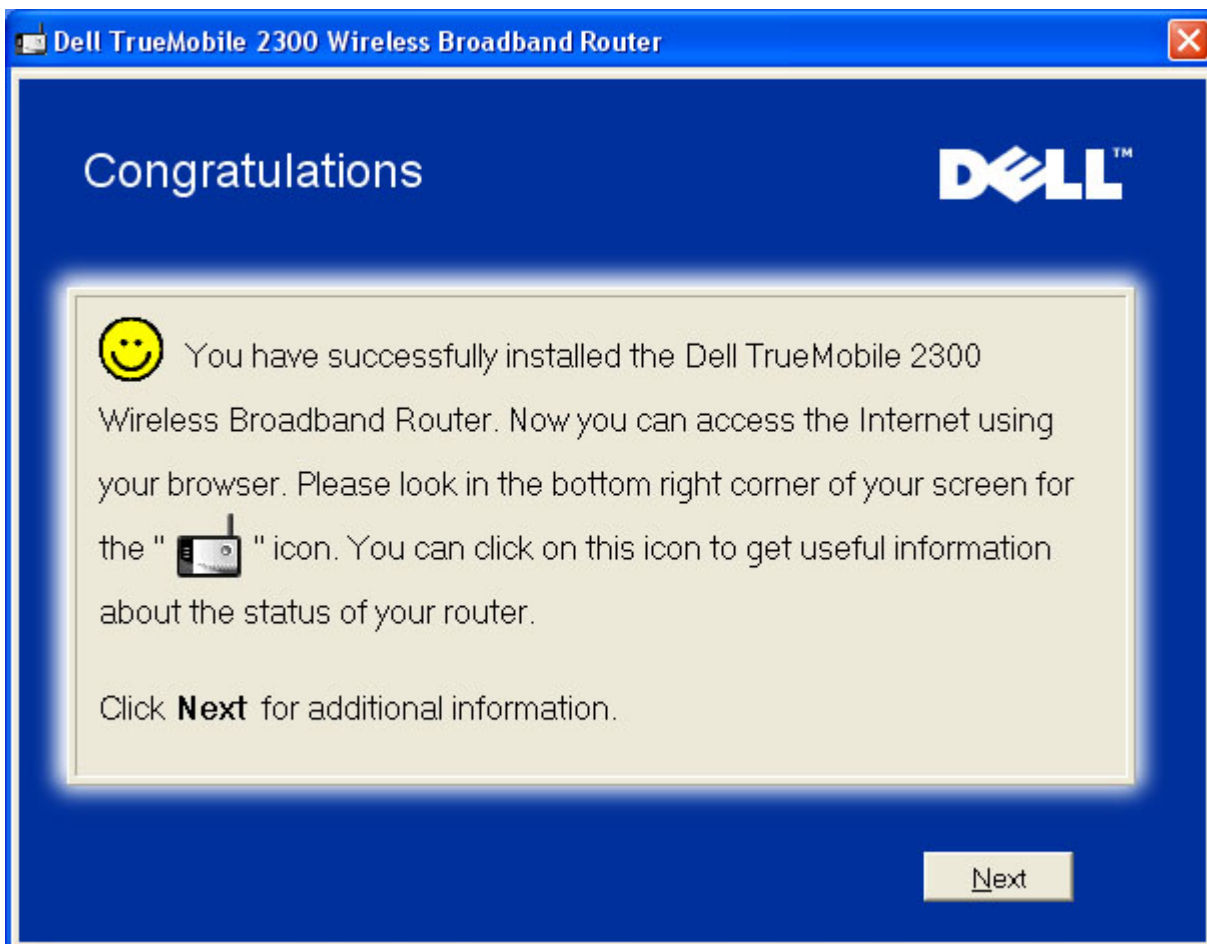 Dell TrueMobile 2300 Wireless Broadband Router
Congratulations
DELL™
You have successfully installed the Dell TrueMobile 2300
Wireless Broadband Router. Now you can access the Internet using
your browser. Please look in the bottom right corner of your screen for
the " " icon. You can click on this icon to get useful information
about the status of your router.
Click Next for additional information.
Next